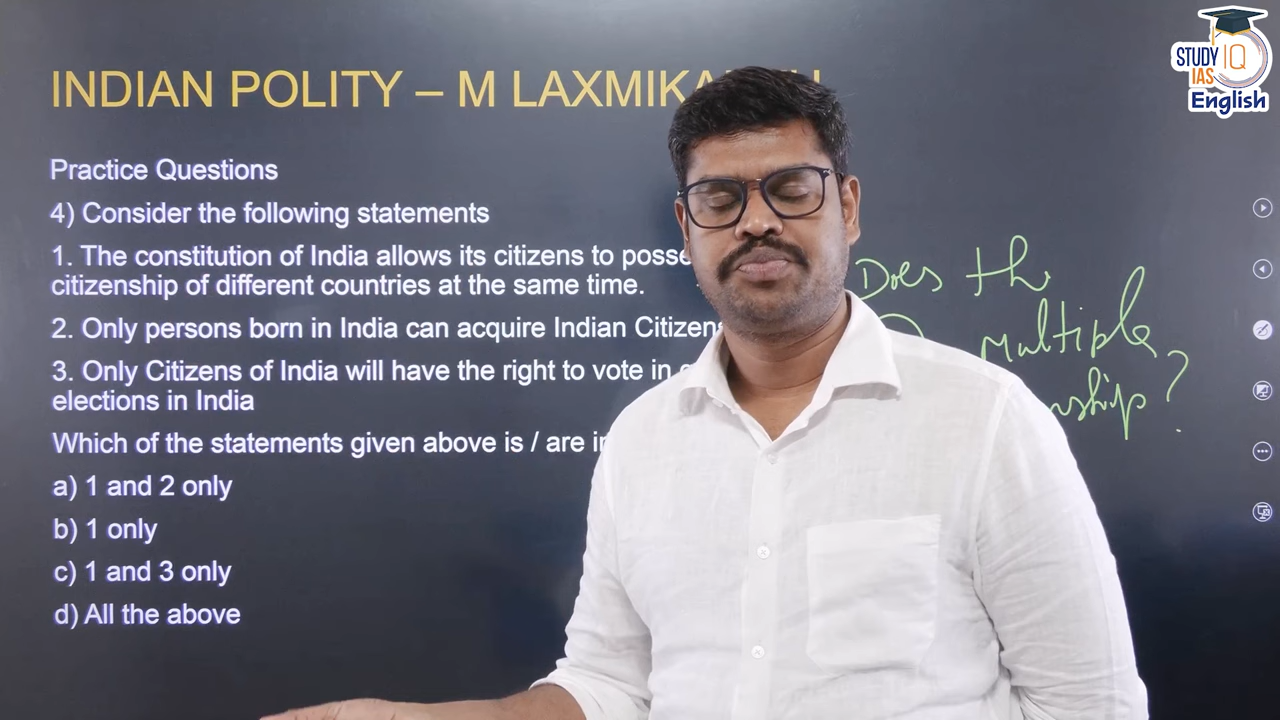 INDIAN POLITY – M LAXMIKA
Practice Questions
4) Consider the following statements
1. The constitution of India allows its citizens to
citizenship of different countries at the same time.
2. Only persons born in India can acquire Indian
3. Only Citizens of India will have the right to vote in
elections in India
Which of the statements given above is / are
a) 1 and 2 only
b) 1 only
c) 1 and 3 only
d) All the above
Does the
Multiple
?
STUDY IQ
IAS
English